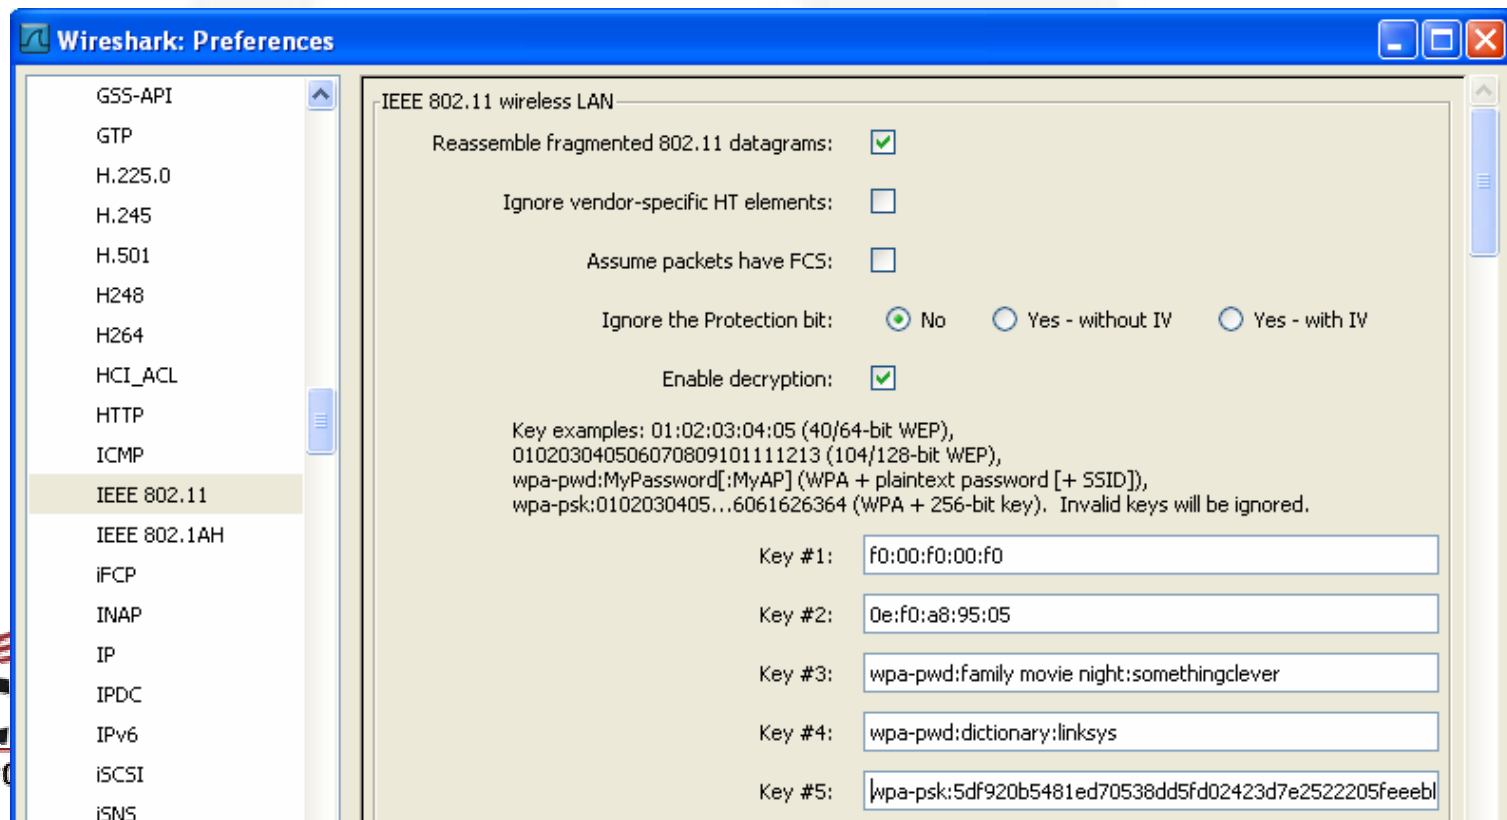 Wireshark: Preferences
GSS-API
GTP
H.225.0
H.245
H.501
H248
H264
HCI_ACL
HTTP
ICMP
IEEE 802.11
IEEE 802.1AH
iFCP
INAP
IP
IPDC
IPv6
iSCSI
iSNS
IEEE 802.11 wireless LAN
Reassemble fragmented 802.11 datagrams:
Ignore vendor-specific HT elements:
Assume packets have FCS:
Ignore the Protection bit: No Yes - without IV Yes - with IV
Enable decryption:
Key examples: 01:02:03:04:05 (40/64-bit WEP),
010203040506070809101111213 (104/128-bit WEP),
wpa-pwd:MyPassword[:MyAP] (WPA + plaintext password [+ SSID]),
wpa-psk:0102030405...6061626364 (WPA + 256-bit key).  Invalid keys will be ignored.
Key #1: f0:00:f0:00:f0
Key #2: 0e:f0:a8:95:05
Key #3: wpa-pwd:family movie night:somethingclever
Key #4: wpa-pwd:dictionary:linksys
Key #5: wpa-psk:5df920b5481ed70538dd5fd02423d7e2522205feeebl